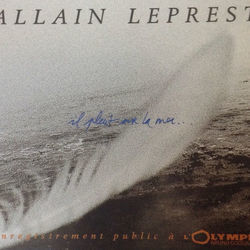 ALLAIN LEPREST
il pleut sur la mer...
enregistrement public à l'OLYMPIA